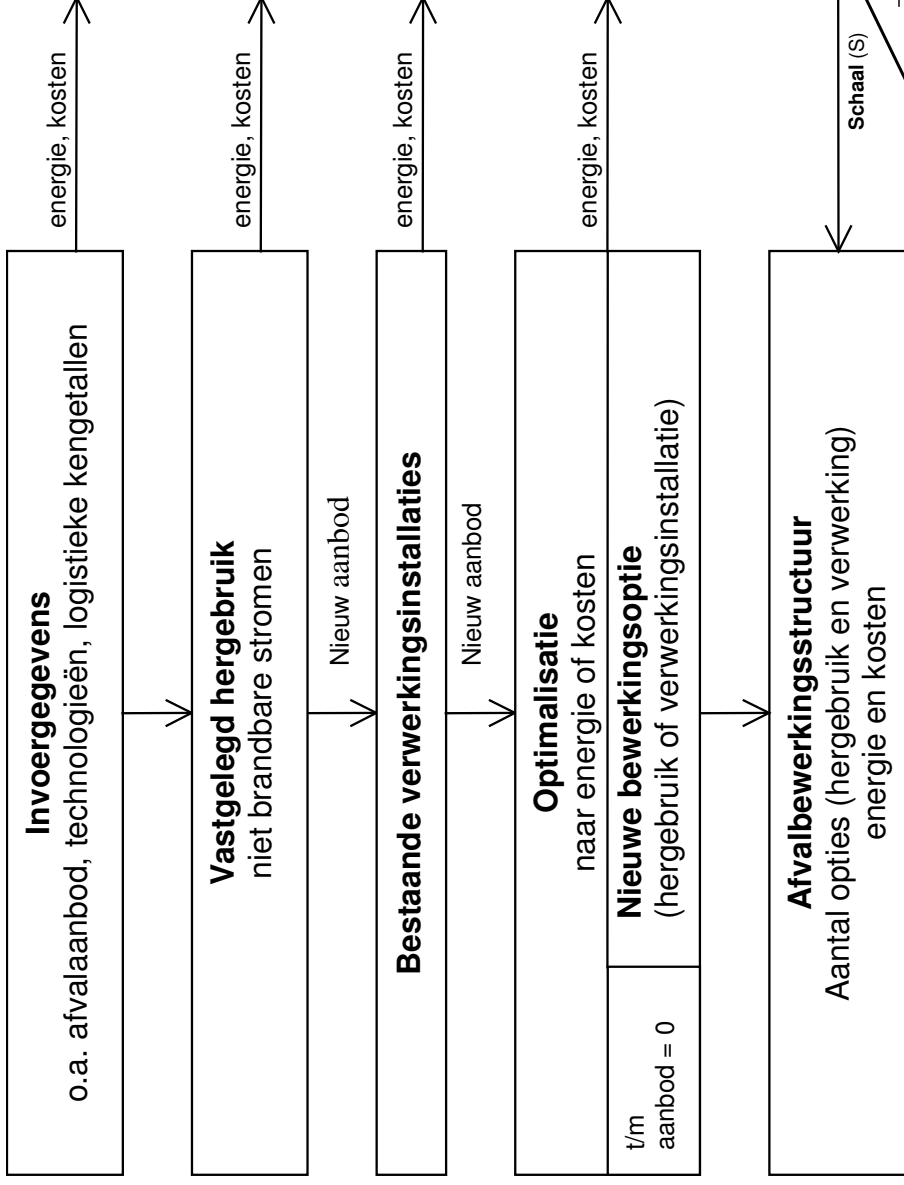 Invoergegevens
o.a. afvalaanbod, technologieën, logistieke kengetallen
energie, kosten
Vastgelegd hergebruik
niet brandbare stromen
energie, kosten
Nieuw aanbod
Bestaande verwerkingsinstallaties
energie, kosten
Nieuw aanbod
Optimalisatie
naar energie of kosten
energie, kosten
t/m
aanbod = 0
Nieuwe bewerkingsoptie
(hergebruik of verwerkingsinstallatie)
Afvalbewerkingsstructuur
Aantal opties (hergebruik en verwerking)
energie en kosten
Schaal (S)